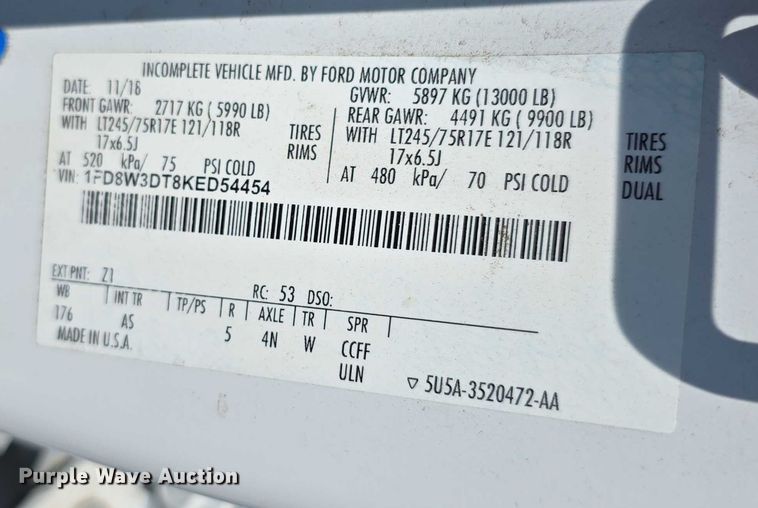 INCOMPLETE VEHICLE MFD. BY FORD MOTOR COMPANY
DATE: 11/18 GVWR: 5897 KG (13000 LB)
FRONT GAWR: 2717 KG ( 5990 LB) REAR GAWR: 4491 KG ( 9900 LB)
WITH LT245/75R17E 121/118R TIRES WITH LT245/75R17E 121/118R TIRES
17x6.5J RIMS 17x6.5J RIMS
AT 520 kPa/ 75 PSI COLD AT 480 kPa/ 70 PSI COLD DUAL
VIN: 1FD8W3DT8KED54454
EXT PNT: Z1 RC: 53 DSO:
WB INT TR TP/PS R AXLE TR SPR
176 AS 5 4N W CCFF
MADE IN U.S.A. ULN
5U5A-3520472-AA
Purple Wave Auction